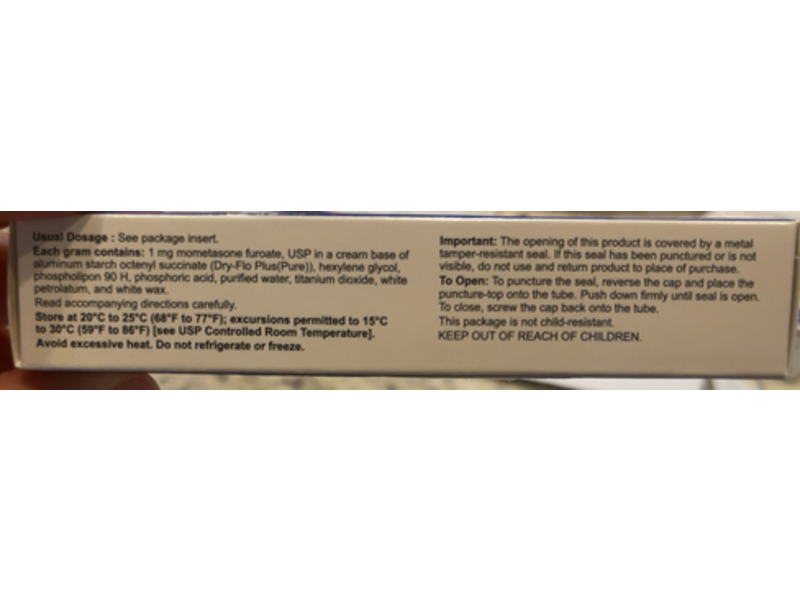 Usual Dosage : See package insert.
Each gram contains: 1 mg mometasone furoate, USP in a cream base of
aluminum starch octenyl succinate (Dry-Flo Plus(Pure)), hexylene glycol,
phospholipon 90 H, phosphoric acid, purified water, titanium dioxide, white
petrolatum, and white wax.
Read accompanying directions carefully.
Store at 20°C to 25°C (68°F to 77°F); excursions permitted to 15°C
to 30°C (59°F to 86°F) [see USP Controlled Room Temperature].
Avoid excessive heat. Do not refrigerate or freeze.
Important: The opening of this product is covered by a metal
tamper-resistant seal. If this seal has been punctured or is not
visible, do not use and return product to place of purchase.
To Open: To puncture the seal, reverse the cap and place the
puncture-top onto the tube. Push down firmly until seal is open.
To close, screw the cap back onto the tube.
This package is not child-resistant.
KEEP OUT OF REACH OF CHILDREN.